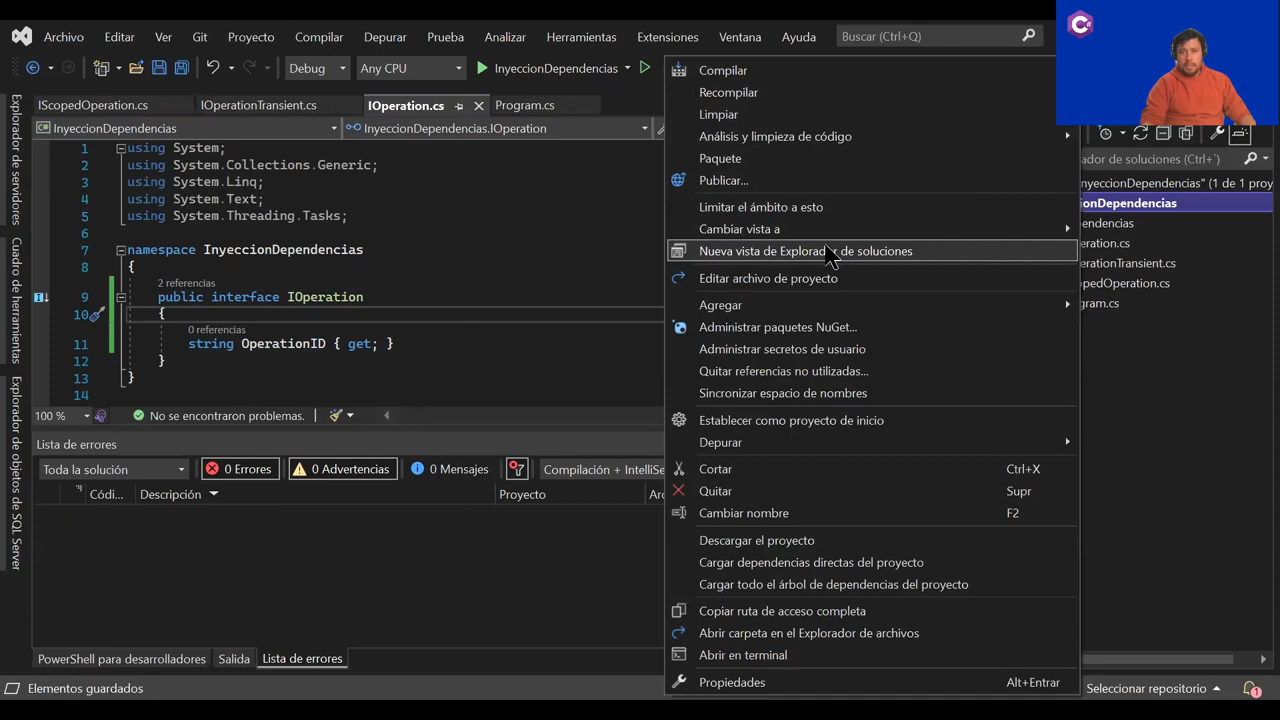 Archivo Editar Ver Git Proyecto Compilar Depurar Prueba Analizar Herramientas Extensiones Ventana Ayuda Buscar (Ctrl+Q)
Debug Any CPU InyeccionDependencias
IScopedOperation.cs IOperationTransient.cs IOperation.cs Program.cs
InyeccionDependencias InyeccionDependencias.IOperation
1 using System;
2 using System.Collections.Generic;
3 using System.Linq;
4 using System.Text;
5 using System.Threading.Tasks;
6
7 namespace InyeccionDependencias
8 {
2 referencias
9 public interface IOperation
10 {
0 referencias
11 string OperationID { get; }
12 }
13 }
14
100 % No se encontraron problemas.
Lista de errores
Toda la solución 0 Errores 0 Advertencias 0 Mensajes Compilación + IntelliSe
Códi... Descripción Proyecto Arc
PowerShell para desarrolladores Salida Lista de errores
Elementos guardados
Explorador de servidores
Cuadro de herramientas
Explorador de objetos de SQL Server
Compilar
Recompilar
Limpiar
Análisis y limpieza de código
Paquete
Publicar...
Limitar el ámbito a esto
Cambiar vista a
Nueva vista de Explorador de soluciones
Editar archivo de proyecto
Agregar
Administrar paquetes NuGet...
Administrar secretos de usuario
Quitar referencias no utilizadas...
Sincronizar espacio de nombres
Establecer como proyecto de inicio
Depurar
Cortar Ctrl+X
Quitar Supr
Cambiar nombre F2
Descargar el proyecto
Cargar dependencias directas del proyecto
Cargar todo el árbol de dependencias del proyecto
Copiar ruta de acceso completa
Abrir carpeta en el Explorador de archivos
Abrir en terminal
Propiedades Alt+Entrar
C#
ador de soluciones (Ctrl+`)
nyeccionDependencias" (1 de 1 proy
ionDependencias
endencias
eration.cs
erationTransient.cs
opedOperation.cs
gram.cs
Seleccionar repositorio 1